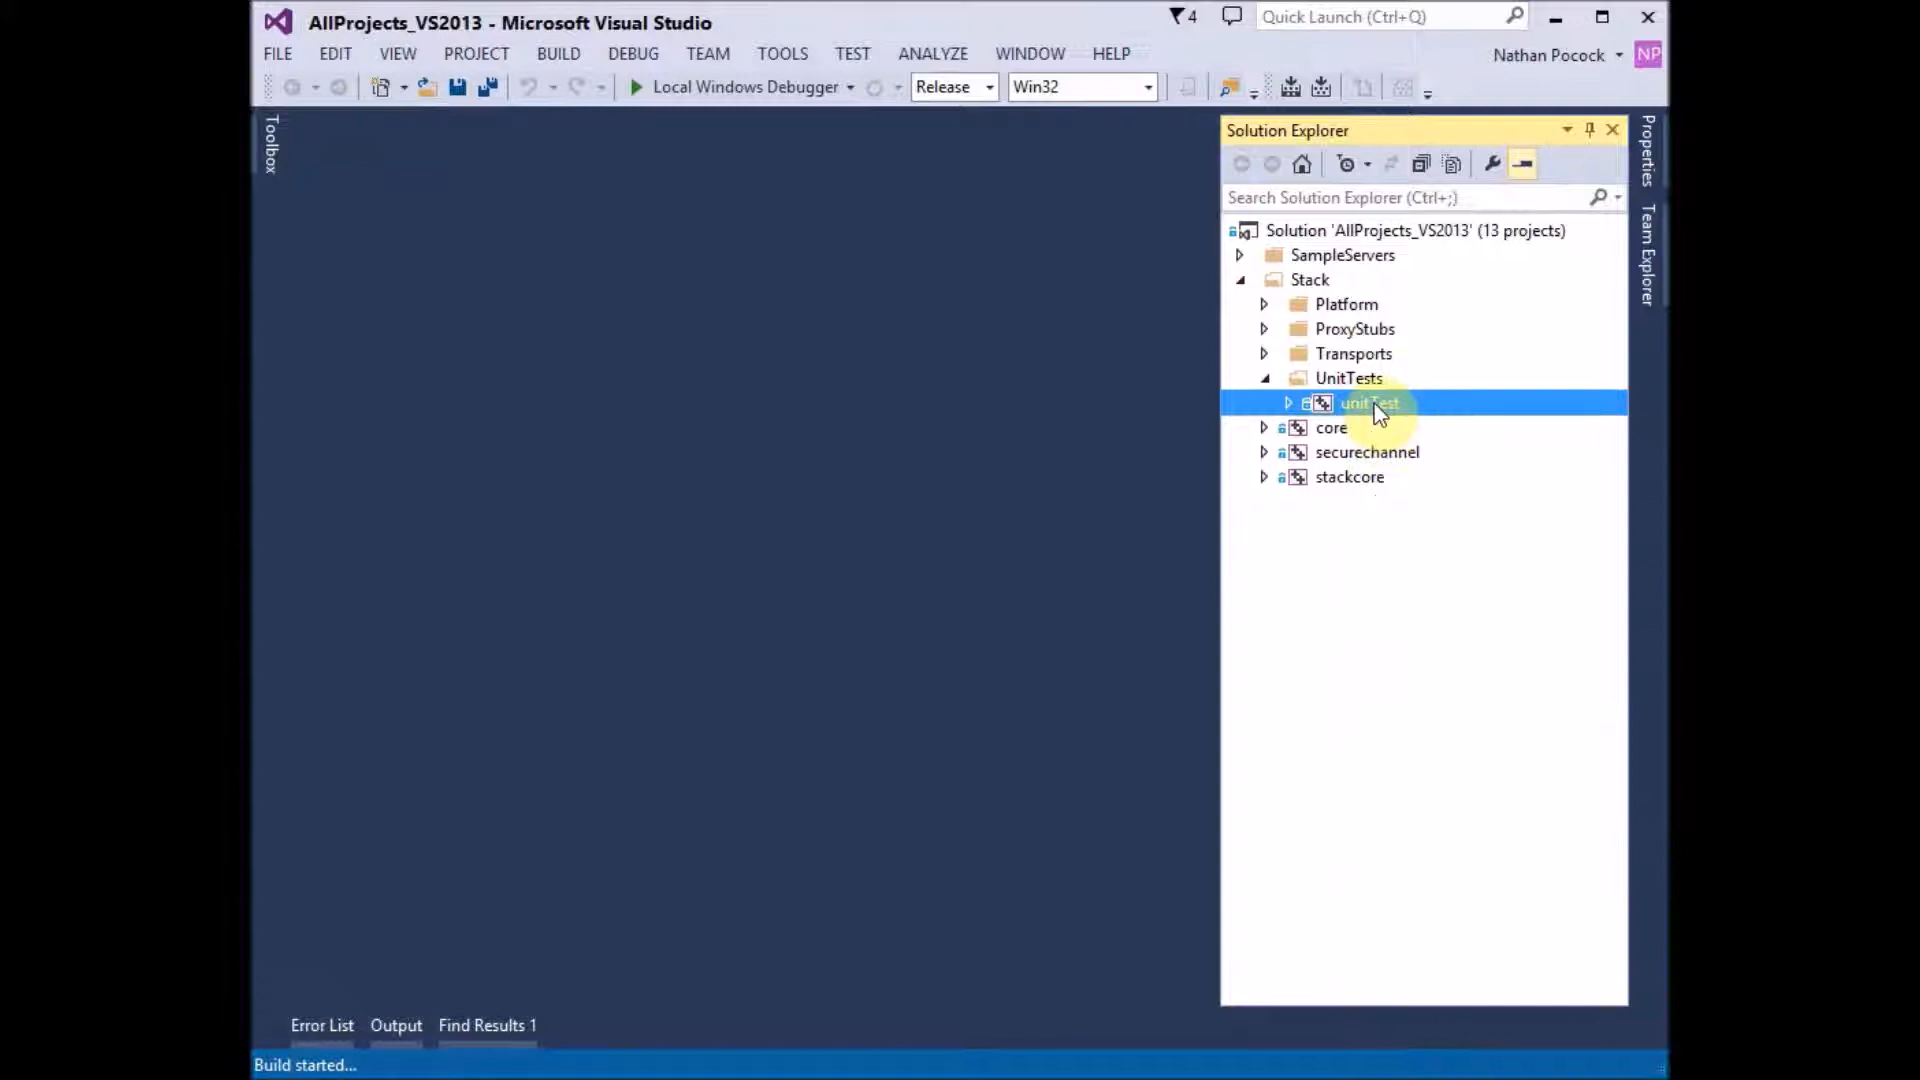 AllProjects_VS2013 - Microsoft Visual Studio
4
Quick Launch (Ctrl+Q)
FILE EDIT VIEW PROJECT BUILD DEBUG TEAM TOOLS TEST ANALYZE WINDOW HELP
Nathan Pocock
NP
Local Windows Debugger
Release
Win32
Toolbox
Solution Explorer
Search Solution Explorer (Ctrl+;)
Solution 'AllProjects_VS2013' (13 projects)
SampleServers
Stack
Platform
ProxyStubs
Transports
UnitTests
unitTest
core
securechannel
stackcore
Properties
Team Explorer
Error List Output Find Results 1
Build started...